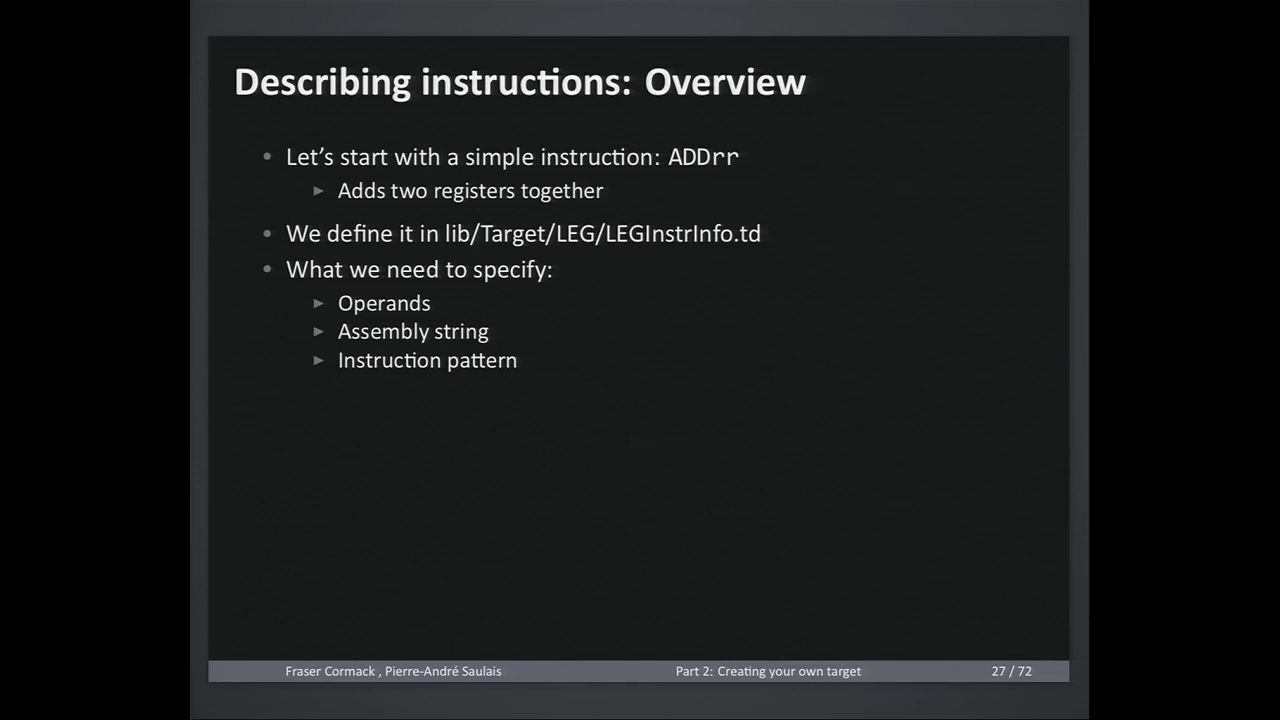 Describing instructions: Overview
Let's start with a simple instruction: ADDrr
Adds two registers together
We define it in lib/Target/LEG/LEGInstrInfo.td
What we need to specify:
Operands
Assembly string
Instruction pattern
Fraser Cormack , Pierre-André Saulais Part 2: Creating your own target 27 / 72